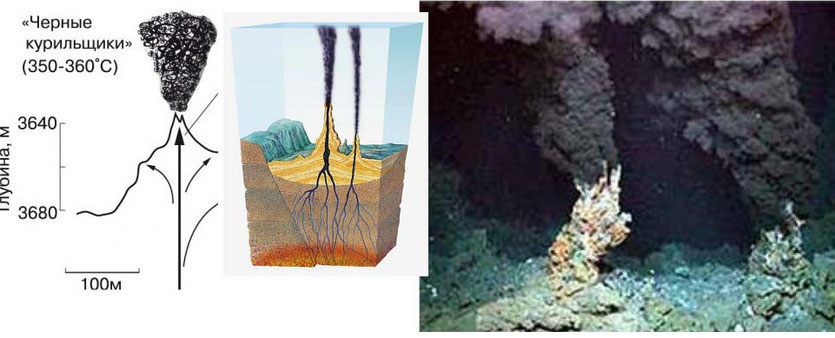 «Черные
курильщики»
(350-360˚С)
Глубина, м
3640
3680
100м